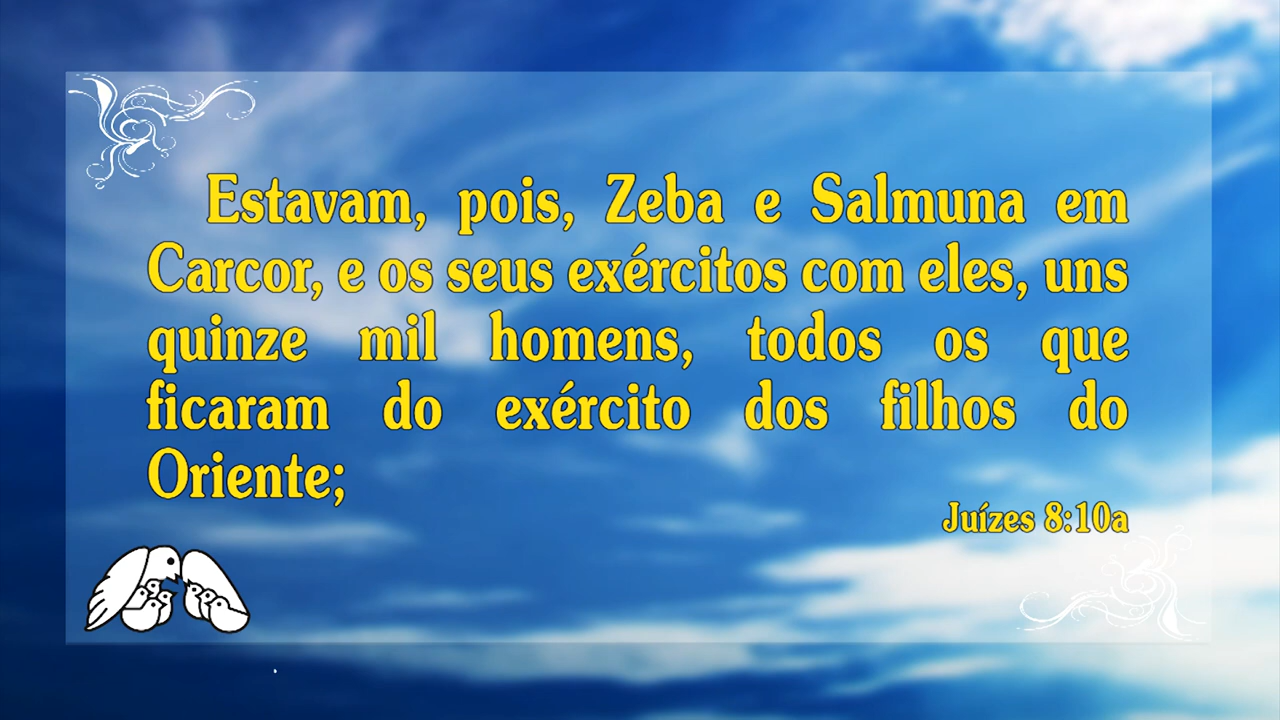 Estavam, pois, Zeba e Salmuna em
Carcor, e os seus exércitos com eles, uns
quinze mil homens, todos os que
ficaram do exército dos filhos do
Oriente;
Juízes 8:10a